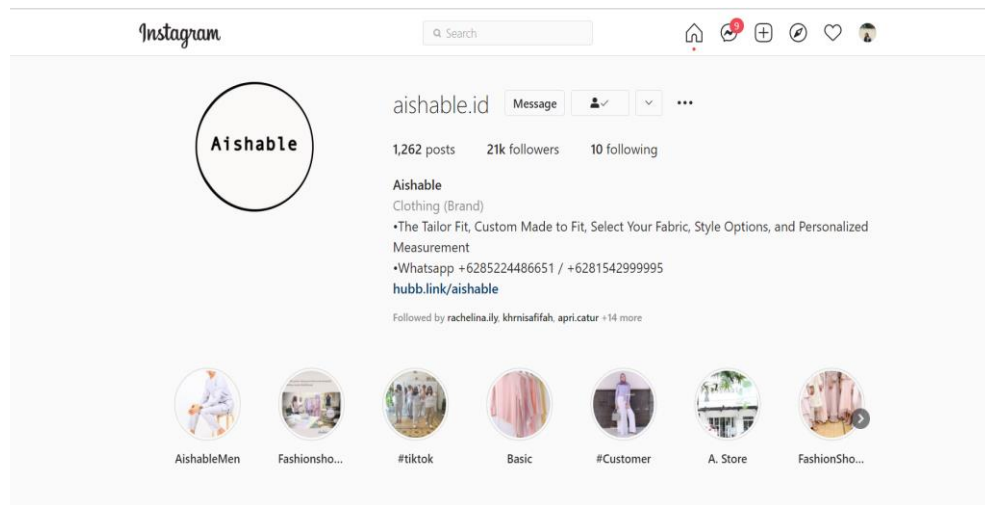 Instagram
Search
9
Aishable
aishable.id Message
1,262 posts 21k followers 10 following
Aishable
Clothing (Brand)
•The Tailor Fit, Custom Made to Fit, Select Your Fabric, Style Options, and Personalized
Measurement
•Whatsapp +6285224486651 / +6281542999995
hubb.link/aishable
Followed by rachelina.ily, khrnisafifah, apri.catur +14 more
AishableMen Fashionsho... #tiktok Basic #Customer A. Store FashionSho...